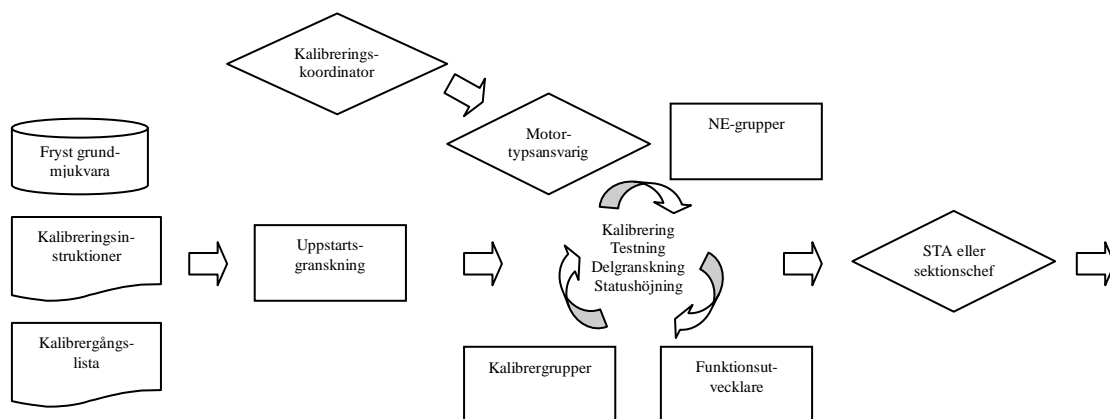 Kalibrerings-
koordinator
Motor-
typsansvarig
NE-grupper
Fryst grund-
mjukvara
Kalibreringsin-
struktioner
Kalibrergångs-
lista
Uppstarts-
granskning
Kalibrering
Testning
Delgranskning
Statushöjning
Kalibrergrupper
Funktionsut-
vecklare
STA eller
sektionschef